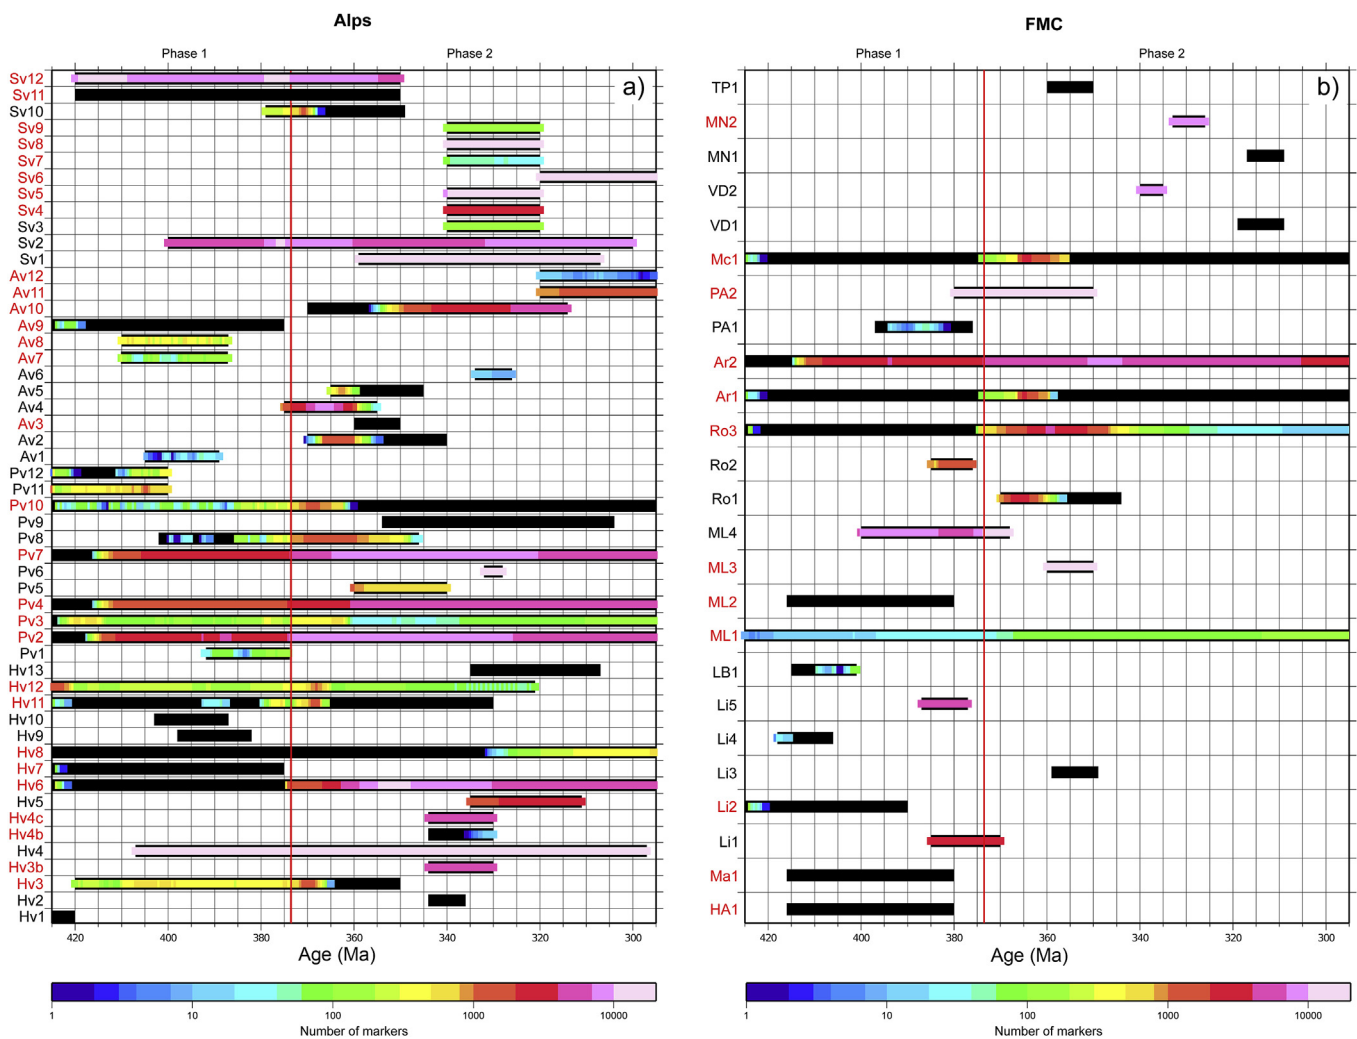 Alps
Phase 1
Phase 2
a)
Sv12
Sv11
Sv10
Sv9
Sv8
Sv7
Sv6
Sv5
Sv4
Sv3
Sv2
Sv1
Av12
Av11
Av10
Av9
Av8
Av7
Av6
Av5
Av4
Av3
Av2
Av1
Pv12
Pv11
Pv10
Pv9
Pv8
Pv7
Pv6
Pv5
Pv4
Pv3
Pv2
Pv1
Hv13
Hv12
Hv11
Hv10
Hv9
Hv8
Hv7
Hv6
Hv5
Hv4c
Hv4b
Hv4
Hv3b
Hv3
Hv2
Hv1
420 400 380 360 340 320 300
Age (Ma)
1 10 100 1000 10000
Number of markers
FMC
Phase 1
Phase 2
b)
TP1
MN2
MN1
VD2
VD1
Mc1
PA2
PA1
Ar2
Ar1
Ro3
Ro2
Ro1
ML4
ML3
ML2
ML1
LB1
Li5
Li4
Li3
Li2
Li1
Ma1
HA1
420 400 380 360 340 320 300
Age (Ma)
1 10 100 1000 10000
Number of markers